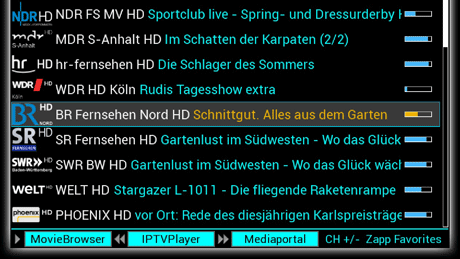 NDR HD NDR FS MV HD Sportclub live - Spring- und Dressurderby H
mdr HD S-Anhalt MDR S-Anhalt HD Im Schatten der Karpaten (2/2)
hr HD hr-fernsehen HD Die Schlager des Sommers
WDR HD Köln WDR HD Köln Rudis Tagesshow extra
BR HD NORD BR Fernsehen Nord HD Schnittgut. Alles aus dem Garten
SR HD FERNSEHEN SR Fernsehen HD Gartenlust im Südwesten - Wo das Glück
SWR HD Baden-Württemberg SWR BW HD Gartenlust im Südwesten - Wo das Glück wäch
WELT HD WELT HD Stargazer L-1011 - Die fliegende Raketenrampe
phoenix HD PHOENIX HD vor Ort: Rede des diesjährigen Karlspreisträge
MovieBrowser IPTVPlayer Mediaportal CH +/- Zapp Favorites